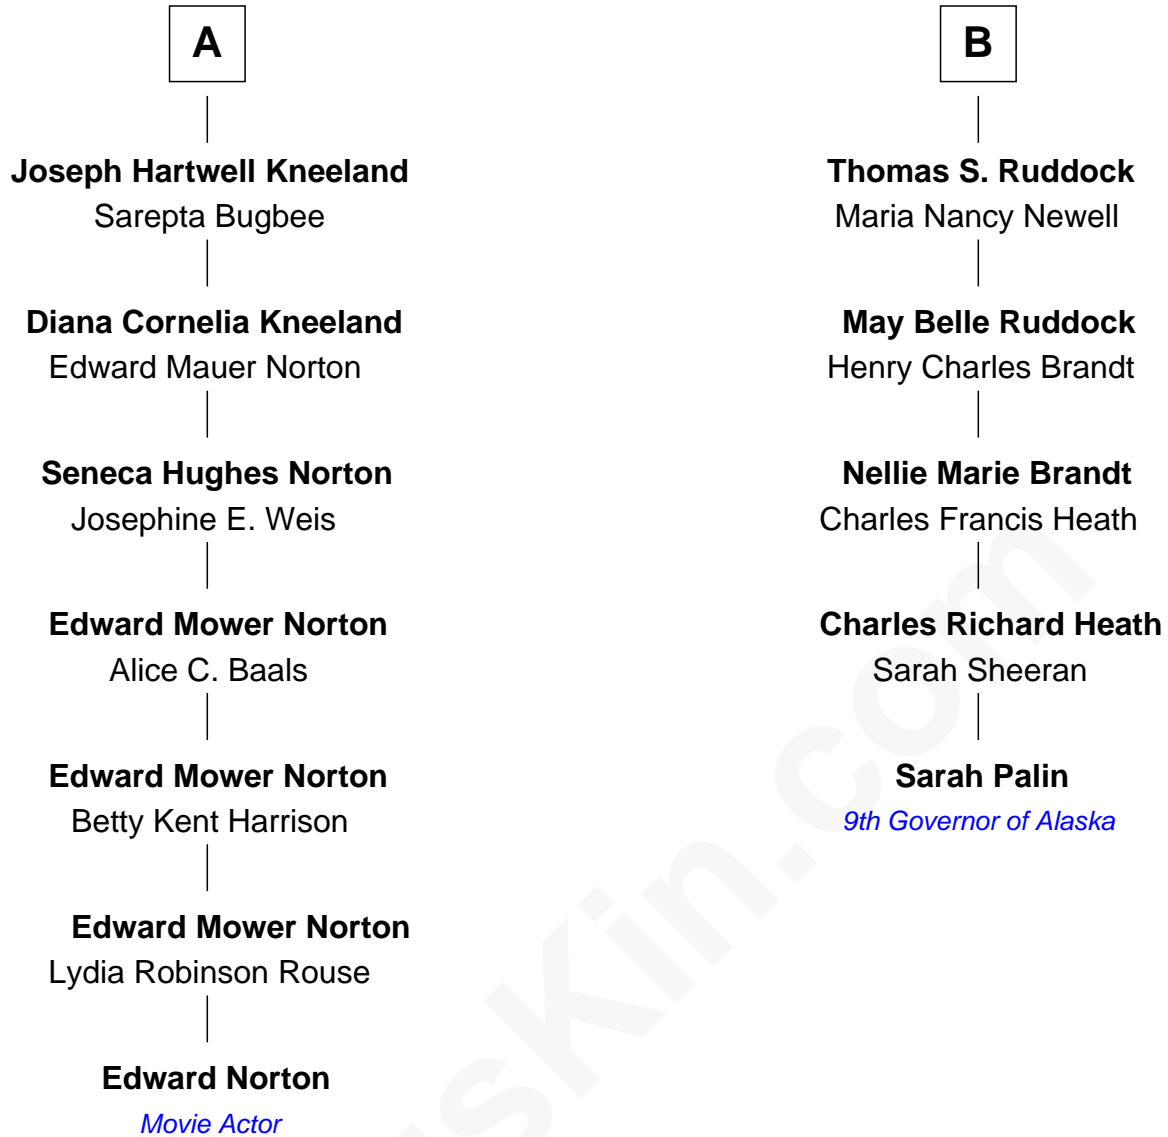 A
Joseph Hartwell Kneeland
Sarepta Bugbee
Diana Cornelia Kneeland
Edward Mauer Norton
Seneca Hughes Norton
Josephine E. Weis
Edward Mower Norton
Alice C. Baals
Edward Mower Norton
Betty Kent Harrison
Edward Mower Norton
Lydia Robinson Rouse
Edward Norton
Movie Actor
B
Thomas S. Ruddock
Maria Nancy Newell
May Belle Ruddock
Henry Charles Brandt
Nellie Marie Brandt
Charles Francis Heath
Charles Richard Heath
Sarah Sheeran
Sarah Palin
9th Governor of Alaska
sKin.com